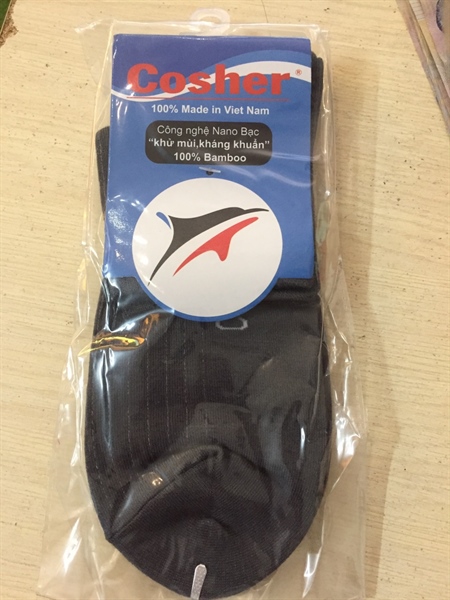 Cosher®
100% Made in Viet Nam
Công nghệ Nano Bạc
“khử mùi,kháng khuẩn”
100% Bamboo